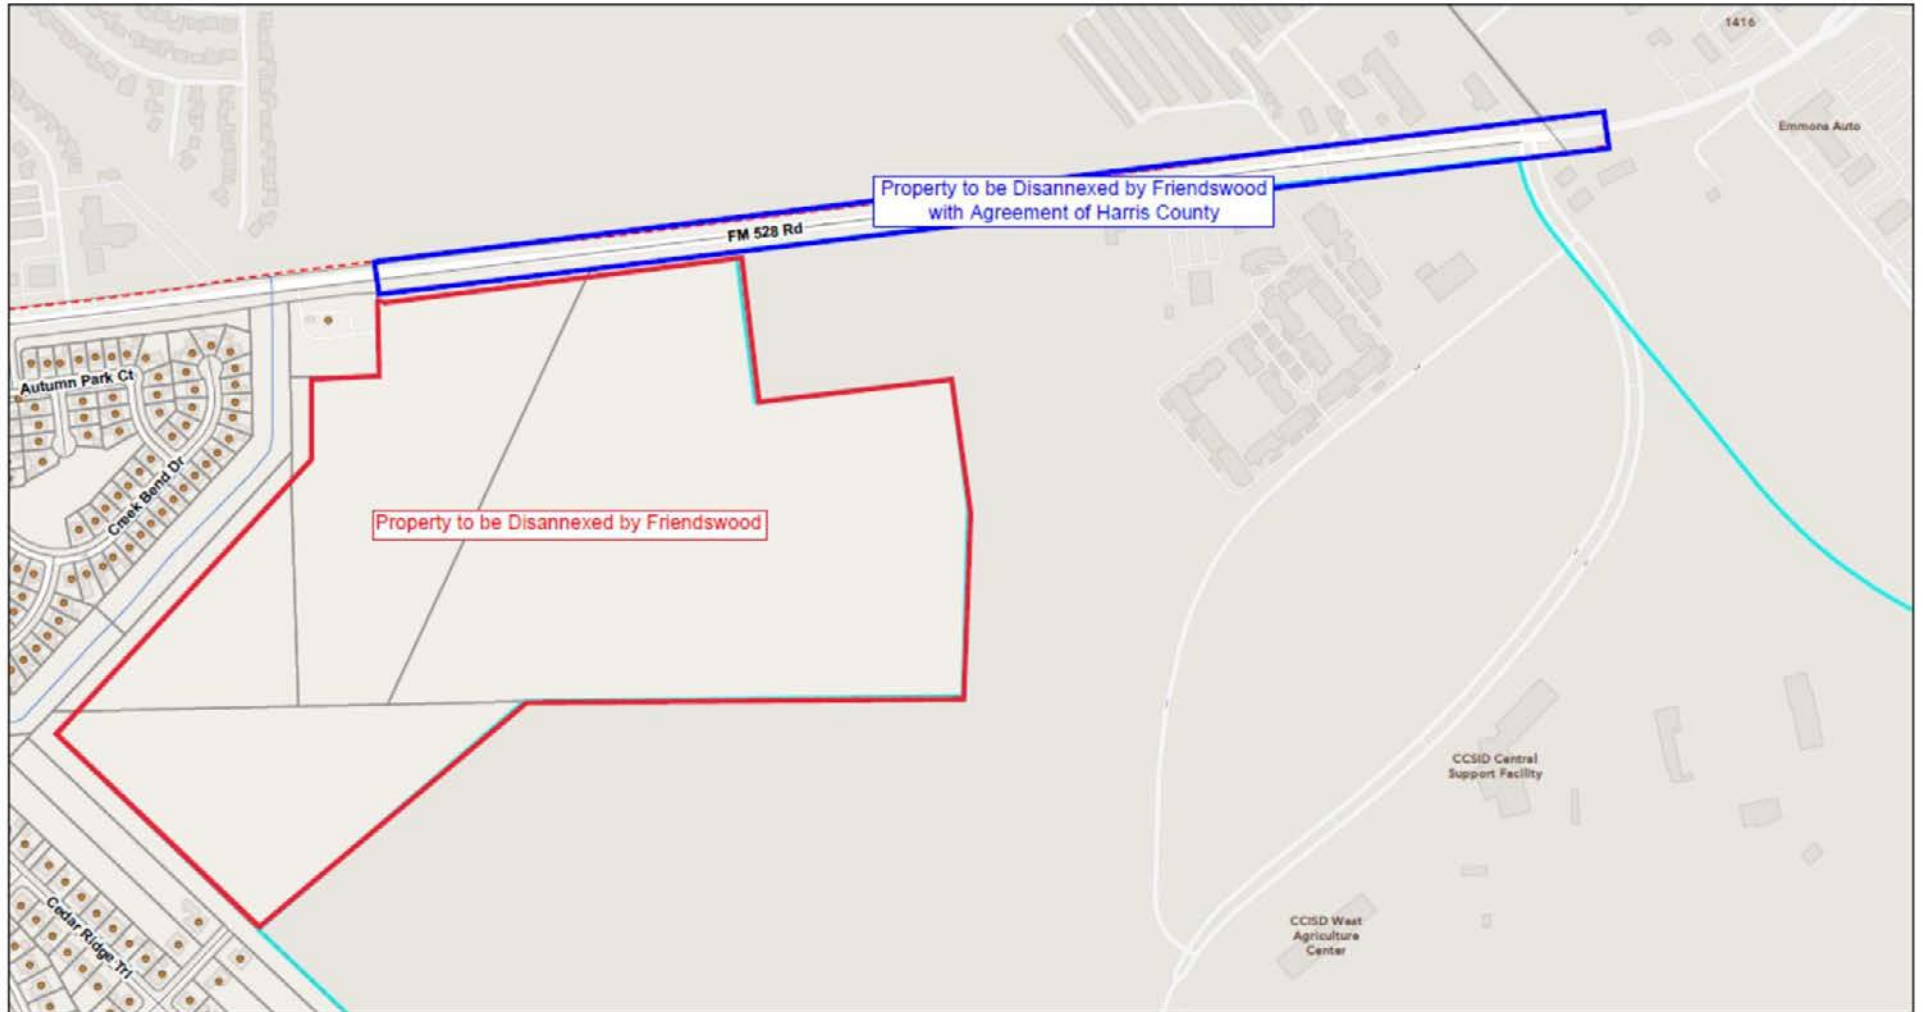 1416
Emmons Auto
Property to be Disannexed by Friendswood
with Agreement of Harris County
FM 528 Rd
Autumn Park Ct
Creek Bend Dr
Property to be Disannexed by Friendswood
CCSID Central
Support Facility
CCISD West
Agriculture
Center
Cedar Ridge Trl